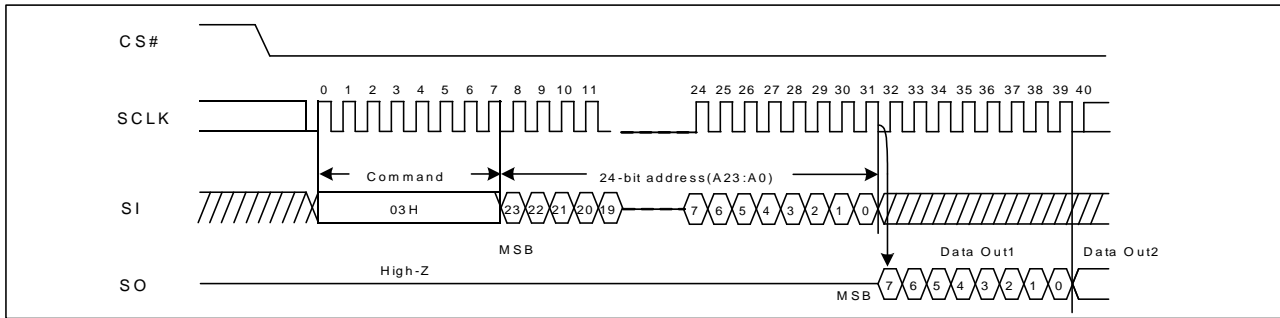 CS#
0 1 2 3 4 5 6 7 8 9 10 11 24 25 26 27 28 29 30 31 32 33 34 35 36 37 38 39 40
SCLK
Command 24-bit address(A23:A0)
SI 03H 23 22 21 20 19 7 6 5 4 3 2 1 0
MSB Data Out1 Data Out2
High-Z
SO MSB 7 6 5 4 3 2 1 0